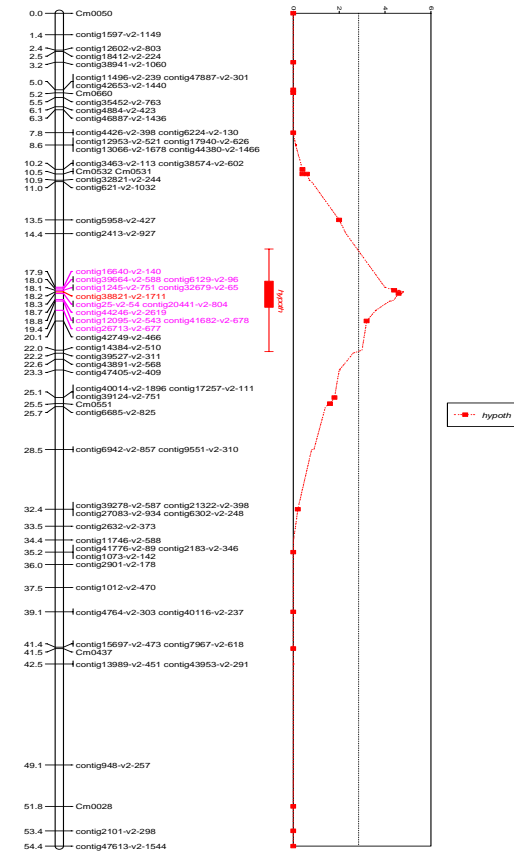 0 2 4 6
0.0 Cm0050
1.4 contig1597-v2-1149
2.4 contig12602-v2-803
2.5 contig18412-v2-224
3.2 contig38941-v2-1060
5.0 contig11496-v2-239 contig47887-v2-301
contig42653-v2-1440
5.2 Cm0660
5.5 contig35452-v2-763
6.1 contig4884-v2-423
6.3 contig46887-v2-1436
7.8 contig4426-v2-398 contig6224-v2-130
8.6 contig12953-v2-521 contig17940-v2-626
contig13066-v2-1678 contig44380-v2-1466
10.2 contig3463-v2-113 contig38574-v2-602
10.5 Cm0532 Cm0531
10.9 contig32821-v2-244
11.0 contig621-v2-1032
13.5 contig5958-v2-427
14.4 contig2413-v2-927
17.9 contig16640-v2-140
18.0 contig39664-v2-588 contig6129-v2-96
18.1 contig1245-v2-751 contig32679-v2-65
18.2 contig38821-v2-1711
18.3 contig25-v2-54 contig20441-v2-804
18.7 contig44246-v2-2619
18.8 contig12095-v2-543 contig41682-v2-678
19.4 contig26713-v2-677
20.1 contig42749-v2-466
22.0 contig14384-v2-510
22.2 contig39527-v2-311
22.6 contig43891-v2-568
23.3 contig47405-v2-409
25.1 contig40014-v2-1896 contig17257-v2-111
contig39124-v2-751
25.5 Cm0551
25.7 contig6685-v2-825
28.5 contig6942-v2-857 contig9551-v2-310
32.4 contig39278-v2-587 contig21322-v2-398
contig27083-v2-934 contig6302-v2-248
33.5 contig2632-v2-373
34.4 contig11746-v2-588
35.2 contig41776-v2-89 contig2183-v2-346
contig1073-v2-142
36.0 contig2901-v2-178
37.5 contig1012-v2-470
39.1 contig4764-v2-303 contig40116-v2-237
41.4 contig15697-v2-473 contig7967-v2-618
41.5 Cm0437
42.5 contig13989-v2-451 contig43953-v2-291
49.1 contig948-v2-257
51.8 Cm0028
53.4 contig2101-v2-298
54.4 contig47613-v2-1544
hypoth
hypoth